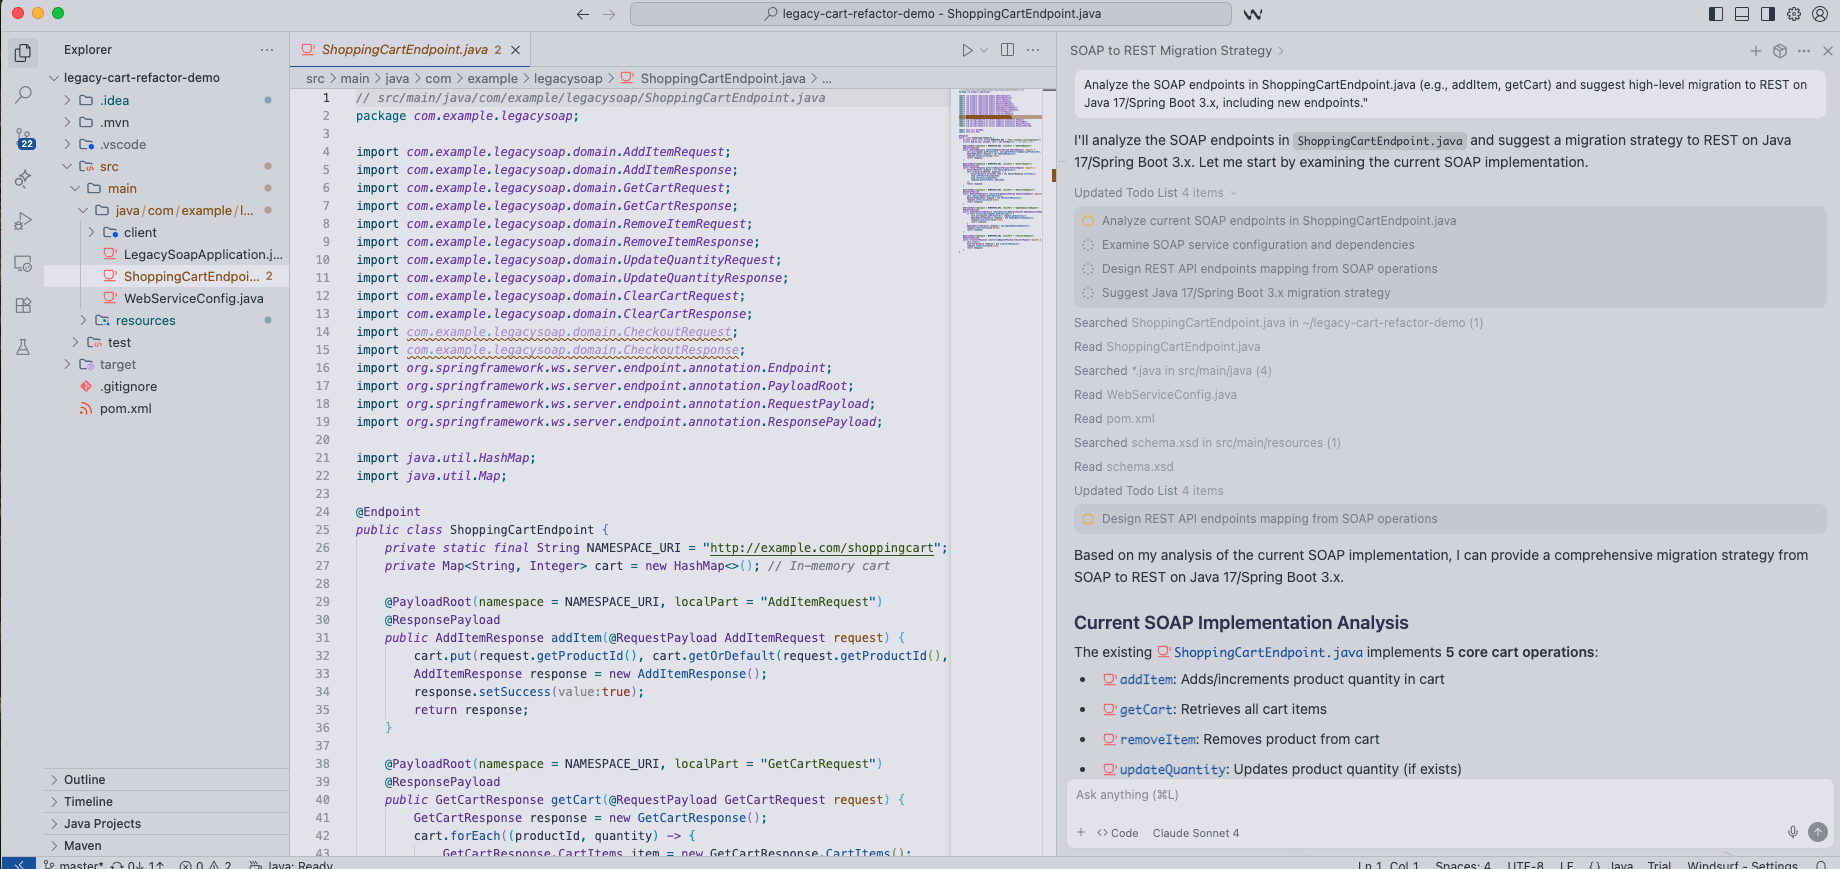 legacy-cart-refactor-demo - ShoppingCartEndpoint.java
Explorer
legacy-cart-refactor-demo
.idea
.mvn
.vscode
src
main
java/com/example/l...
client
LegacySoapApplication.j...
ShoppingCartEndpoi... 2
WebServiceConfig.java
resources
test
target
.gitignore
pom.xml
22
Outline
Timeline
Java Projects
Maven
ShoppingCartEndpoint.java 2
src > main > java > com > example > legacysoap > ShoppingCartEndpoint.java > ...
1 // src/main/java/com/example/legacysoap/ShoppingCartEndpoint.java
2 package com.example.legacysoap;
3
4 import com.example.legacysoap.domain.AddItemRequest;
5 import com.example.legacysoap.domain.AddItemResponse;
6 import com.example.legacysoap.domain.GetCartRequest;
7 import com.example.legacysoap.domain.GetCartResponse;
8 import com.example.legacysoap.domain.RemoveItemRequest;
9 import com.example.legacysoap.domain.RemoveItemResponse;
10 import com.example.legacysoap.domain.UpdateQuantityRequest;
11 import com.example.legacysoap.domain.UpdateQuantityResponse;
12 import com.example.legacysoap.domain.ClearCartRequest;
13 import com.example.legacysoap.domain.ClearCartResponse;
14 import com.example.legacysoap.domain.CheckoutRequest;
15 import com.example.legacysoap.domain.CheckoutResponse;
16 import org.springframework.ws.server.endpoint.annotation.Endpoint;
17 import org.springframework.ws.server.endpoint.annotation.PayloadRoot;
18 import org.springframework.ws.server.endpoint.annotation.RequestPayload;
19 import org.springframework.ws.server.endpoint.annotation.ResponsePayload;
20
21 import java.util.HashMap;
22 import java.util.Map;
23
24 @Endpoint
25 public class ShoppingCartEndpoint {
26 private static final String NAMESPACE_URI = "http://example.com/shoppingcart";
27 private Map<String, Integer> cart = new HashMap<>(); // In-memory cart
28
29 @PayloadRoot(namespace = NAMESPACE_URI, localPart = "AddItemRequest")
30 @ResponsePayload
31 public AddItemResponse addItem(@RequestPayload AddItemRequest request) {
32 cart.put(request.getProductId(), cart.getOrDefault(request.getProductId(),
33 AddItemResponse response = new AddItemResponse();
34 response.setSuccess(value:true);
35 return response;
36 }
37
38 @PayloadRoot(namespace = NAMESPACE_URI, localPart = "GetCartRequest")
39 @ResponsePayload
40 public GetCartResponse getCart(@RequestPayload GetCartRequest request) {
41 GetCartResponse response = new GetCartResponse();
42 cart.forEach((productId, quantity) -> {
43 GetCartResponse.CartItems item = new GetCartResponse.CartItems();
SOAP to REST Migration Strategy >
Analyze the SOAP endpoints in ShoppingCartEndpoint.java (e.g., addItem, getCart) and suggest high-level migration to REST on
Java 17/Spring Boot 3.x, including new endpoints."
I'll analyze the SOAP endpoints in ShoppingCartEndpoint.java and suggest a migration strategy to REST on Java
17/Spring Boot 3.x. Let me start by examining the current SOAP implementation.
Updated Todo List 4 items
Analyze current SOAP endpoints in ShoppingCartEndpoint.java
Examine SOAP service configuration and dependencies
Design REST API endpoints mapping from SOAP operations
Suggest Java 17/Spring Boot 3.x migration strategy
Searched ShoppingCartEndpoint.java in ~/legacy-cart-refactor-demo (1)
Read ShoppingCartEndpoint.java
Searched *.java in src/main/java (4)
Read WebServiceConfig.java
Read pom.xml
Searched schema.xsd in src/main/resources (1)
Read schema.xsd
Updated Todo List 4 items
Design REST API endpoints mapping from SOAP operations
Based on my analysis of the current SOAP implementation, I can provide a comprehensive migration strategy from
SOAP to REST on Java 17/Spring Boot 3.x.
Current SOAP Implementation Analysis
The existing ShoppingCartEndpoint.java implements 5 core cart operations:
• addItem: Adds/increments product quantity in cart
• getCart: Retrieves all cart items
• removeItem: Removes product from cart
• updateQuantity: Updates product quantity (if exists)
Ask anything (⌘L)
+ <> Code Claude Sonnet 4
master* 0↓ 1↑ 0 2 Java: Ready
Ln 1, Col 1 Spaces: 4 UTF-8 LF {} Java Trial Windsurf - Settings